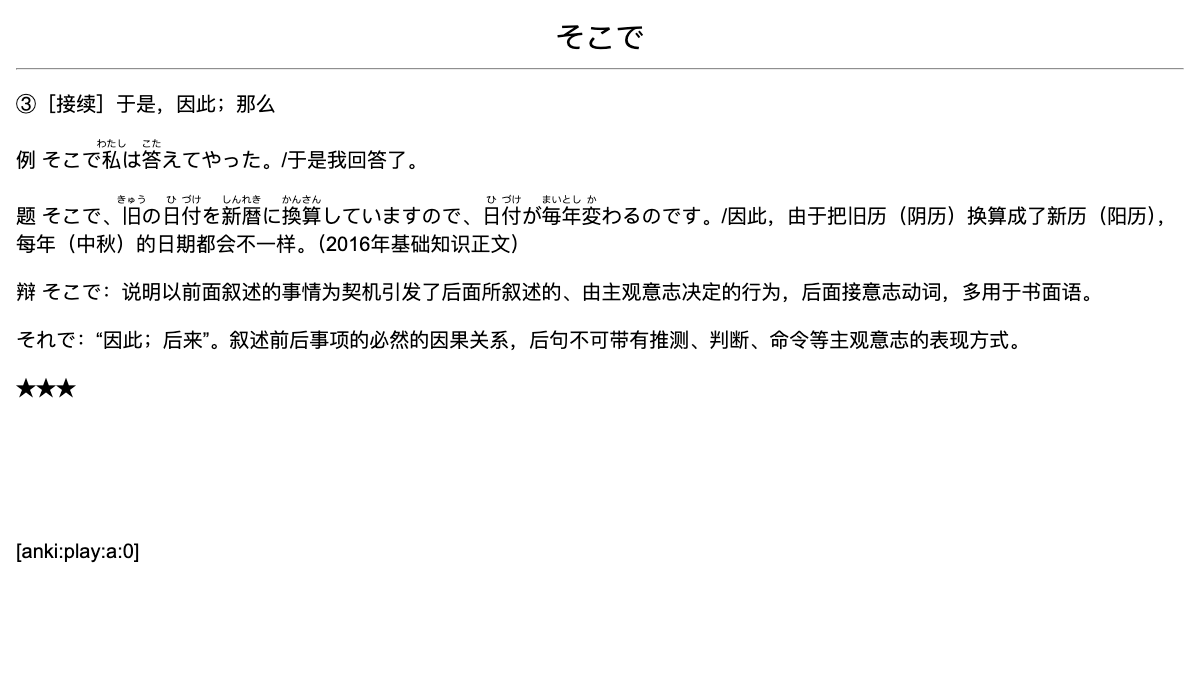 そこで
③［接续］于是，因此；那么
わたし こた
例 そこで私は答えてやった。/于是我回答了。
きゅう ひ づけ しんれき かんさん ひ づけ まいとし か
题 そこで、旧の日付を新暦に換算していますので、日付が毎年変わるのです。/因此，由于把旧历（阴历）换算成了新历（阳历），
每年（中秋）的日期都会不一样。（2016年基础知识正文）
辩 そこで：说明以前面叙述的事情为契机引发了后面所叙述的、由主观意志决定的行为，后面接意志动词，多用于书面语。
それで：“因此；后来”。叙述前后事项的必然的因果关系，后句不可带有推测、判断、命令等主观意志的表现方式。
★★★
[anki:play:a:0]